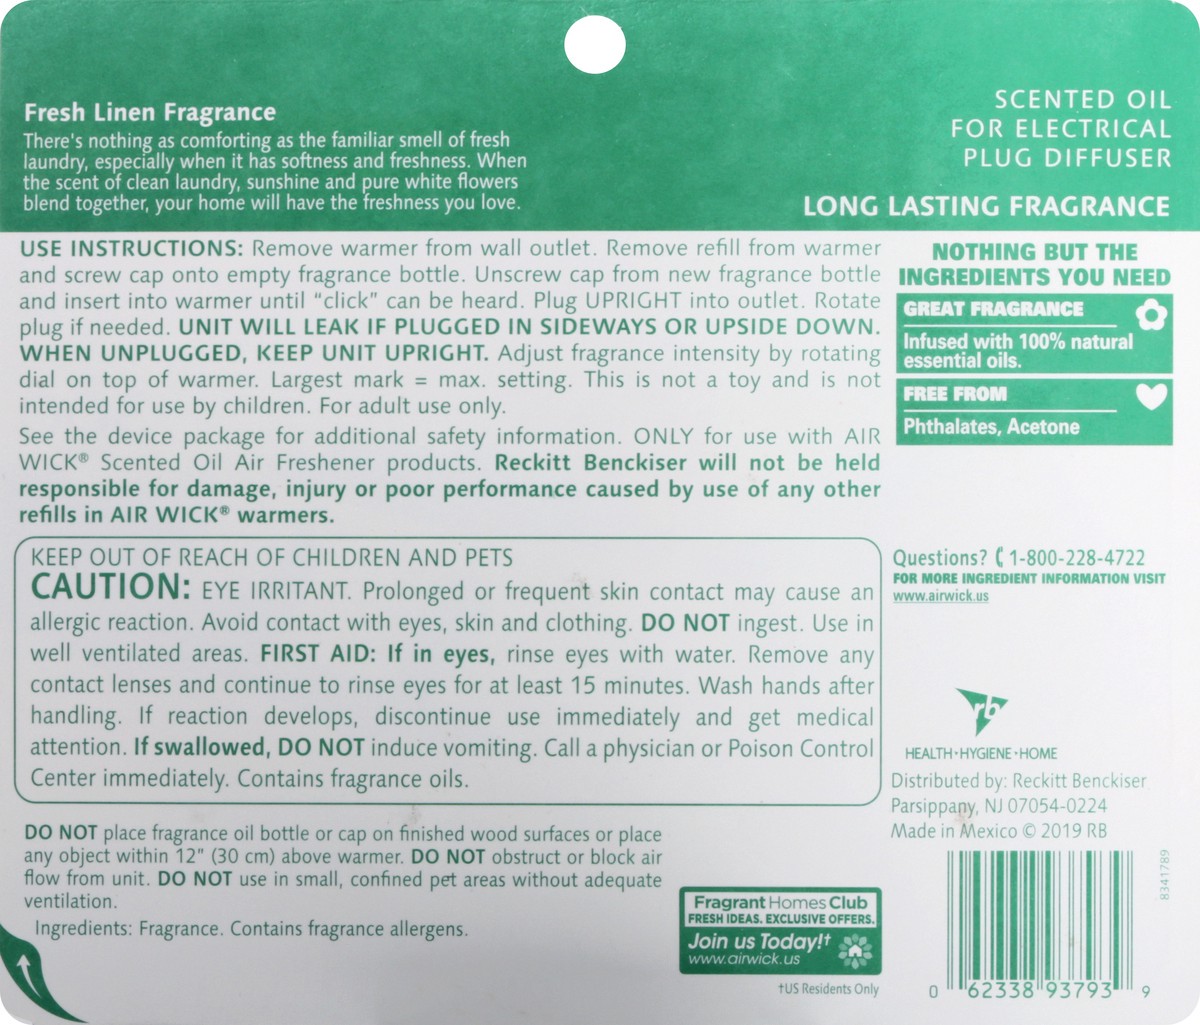 Fresh Linen Fragrance
There's nothing as comforting as the familiar smell of fresh
laundry, especially when it has softness and freshness. When
the scent of clean laundry, sunshine and pure white flowers
blend together, your home will have the freshness you love.
SCENTED OIL
FOR ELECTRICAL
PLUG DIFFUSER
LONG LASTING FRAGRANCE
USE INSTRUCTIONS: Remove warmer from wall outlet. Remove refill from warmer
and screw cap onto empty fragrance bottle. Unscrew cap from new fragrance bottle
and insert into warmer until “click” can be heard. Plug UPRIGHT into outlet. Rotate
plug if needed. UNIT WILL LEAK IF PLUGGED IN SIDEWAYS OR UPSIDE DOWN.
WHEN UNPLUGGED, KEEP UNIT UPRIGHT. Adjust fragrance intensity by rotating
dial on top of warmer. Largest mark = max. setting. This is not a toy and is not
intended for use by children. For adult use only.
See the device package for additional safety information. ONLY for use with AIR
WICK® Scented Oil Air Freshener products. Reckitt Benckiser will not be held
responsible for damage, injury or poor performance caused by use of any other
refills in AIR WICK® warmers.
NOTHING BUT THE
INGREDIENTS YOU NEED
GREAT FRAGRANCE
Infused with 100% natural
essential oils.
FREE FROM
Phthalates, Acetone
KEEP OUT OF REACH OF CHILDREN AND PETS
CAUTION: EYE IRRITANT. Prolonged or frequent skin contact may cause an
allergic reaction. Avoid contact with eyes, skin and clothing. DO NOT ingest. Use in
well ventilated areas. FIRST AID: If in eyes, rinse eyes with water. Remove any
contact lenses and continue to rinse eyes for at least 15 minutes. Wash hands after
handling. If reaction develops, discontinue use immediately and get medical
attention. If swallowed, DO NOT induce vomiting. Call a physician or Poison Control
Center immediately. Contains fragrance oils.
Questions? 1-800-228-4722
FOR MORE INGREDIENT INFORMATION VISIT
www.airwick.us
rb
HEALTH•HYGIENE•HOME
Distributed by: Reckitt Benckiser
Parsippany, NJ 07054-0224
Made in Mexico © 2019 RB
DO NOT place fragrance oil bottle or cap on finished wood surfaces or place
any object within 12” (30 cm) above warmer. DO NOT obstruct or block air
flow from unit. DO NOT use in small, confined pet areas without adequate
ventilation.
Ingredients: Fragrance. Contains fragrance allergens.
Fragrant Homes Club
FRESH IDEAS. EXCLUSIVE OFFERS.
Join us Today!†
www.airwick.us
†US Residents Only
8341789
0 62338 93793 9